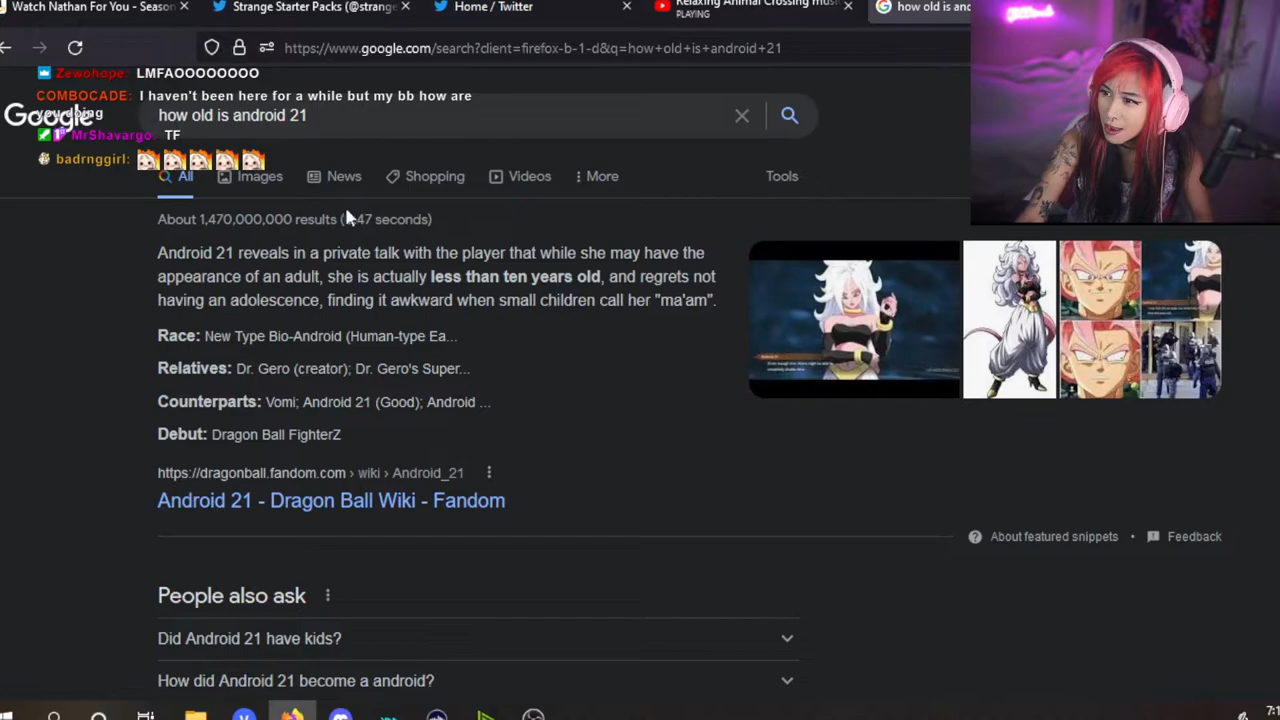 Watch Nathan For You - Season
Strange Starter Packs (@strange
Home / Twitter
Relaxing Animal Crossing mus
PLAYING
how old is and
https://www.google.com/search?client=firefox-b-1-d&q=how+old+is+android+21
Zewohope: LMFAOOOOOOOO
COMBOCADE: I haven't been here for a while but my bb how are
you doing
Google
how old is android 21
MrShavargo: TF
badrnggirl:
All
Images
News
Shopping
Videos
More
Tools
About 1,470,000,000 results 47 seconds)
Android 21 reveals in a private talk with the player that while she may have the
appearance of an adult, she is actually less than ten years old, and regrets not
having an adolescence, finding it awkward when small children call her "ma'am".
Race: New Type Bio-Android (Human-type Ea...
Relatives: Dr. Gero (creator); Dr. Gero's Super...
Counterparts: Vomi; Android 21 (Good); Android ...
Debut: Dragon Ball FighterZ
https://dragonball.fandom.com › wiki › Android_21
Android 21 - Dragon Ball Wiki - Fandom
About featured snippets • Feedback
People also ask
Did Android 21 have kids?
How did Android 21 become a android?
7:1